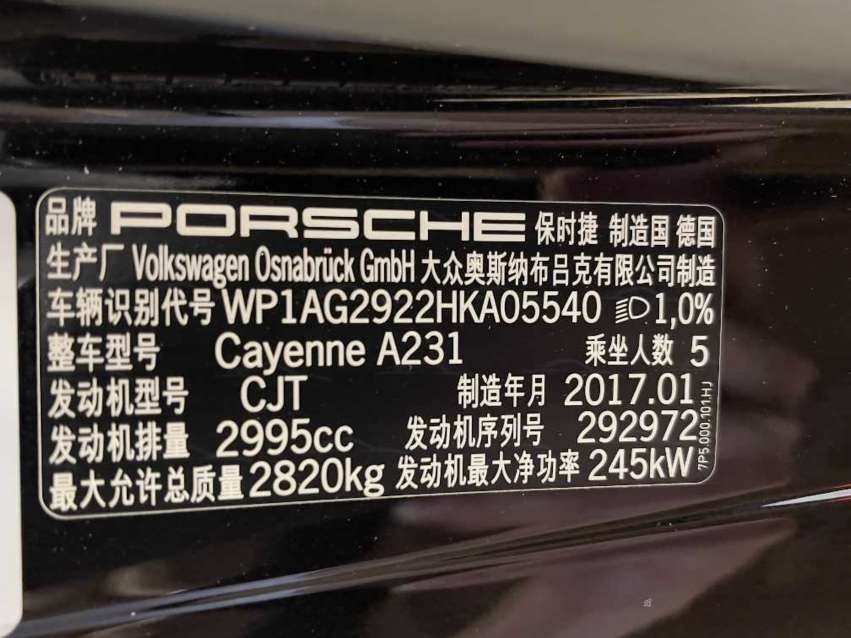 品牌 PORSCHE 保时捷 制造国 德国
生产厂 Volkswagen Osnabrück GmbH 大众奥斯纳布吕克有限公司制造
车辆识别代号 WP1AG2922HKA05540 1,0%
整车型号 Cayenne A231 乘坐人数 5
发动机型号 CJT 制造年月 2017.01
发动机排量 2995cc 发动机序列号 292972
最大允许总质量 2820kg 发动机最大净功率 245kW
7P5.000.101.HJ